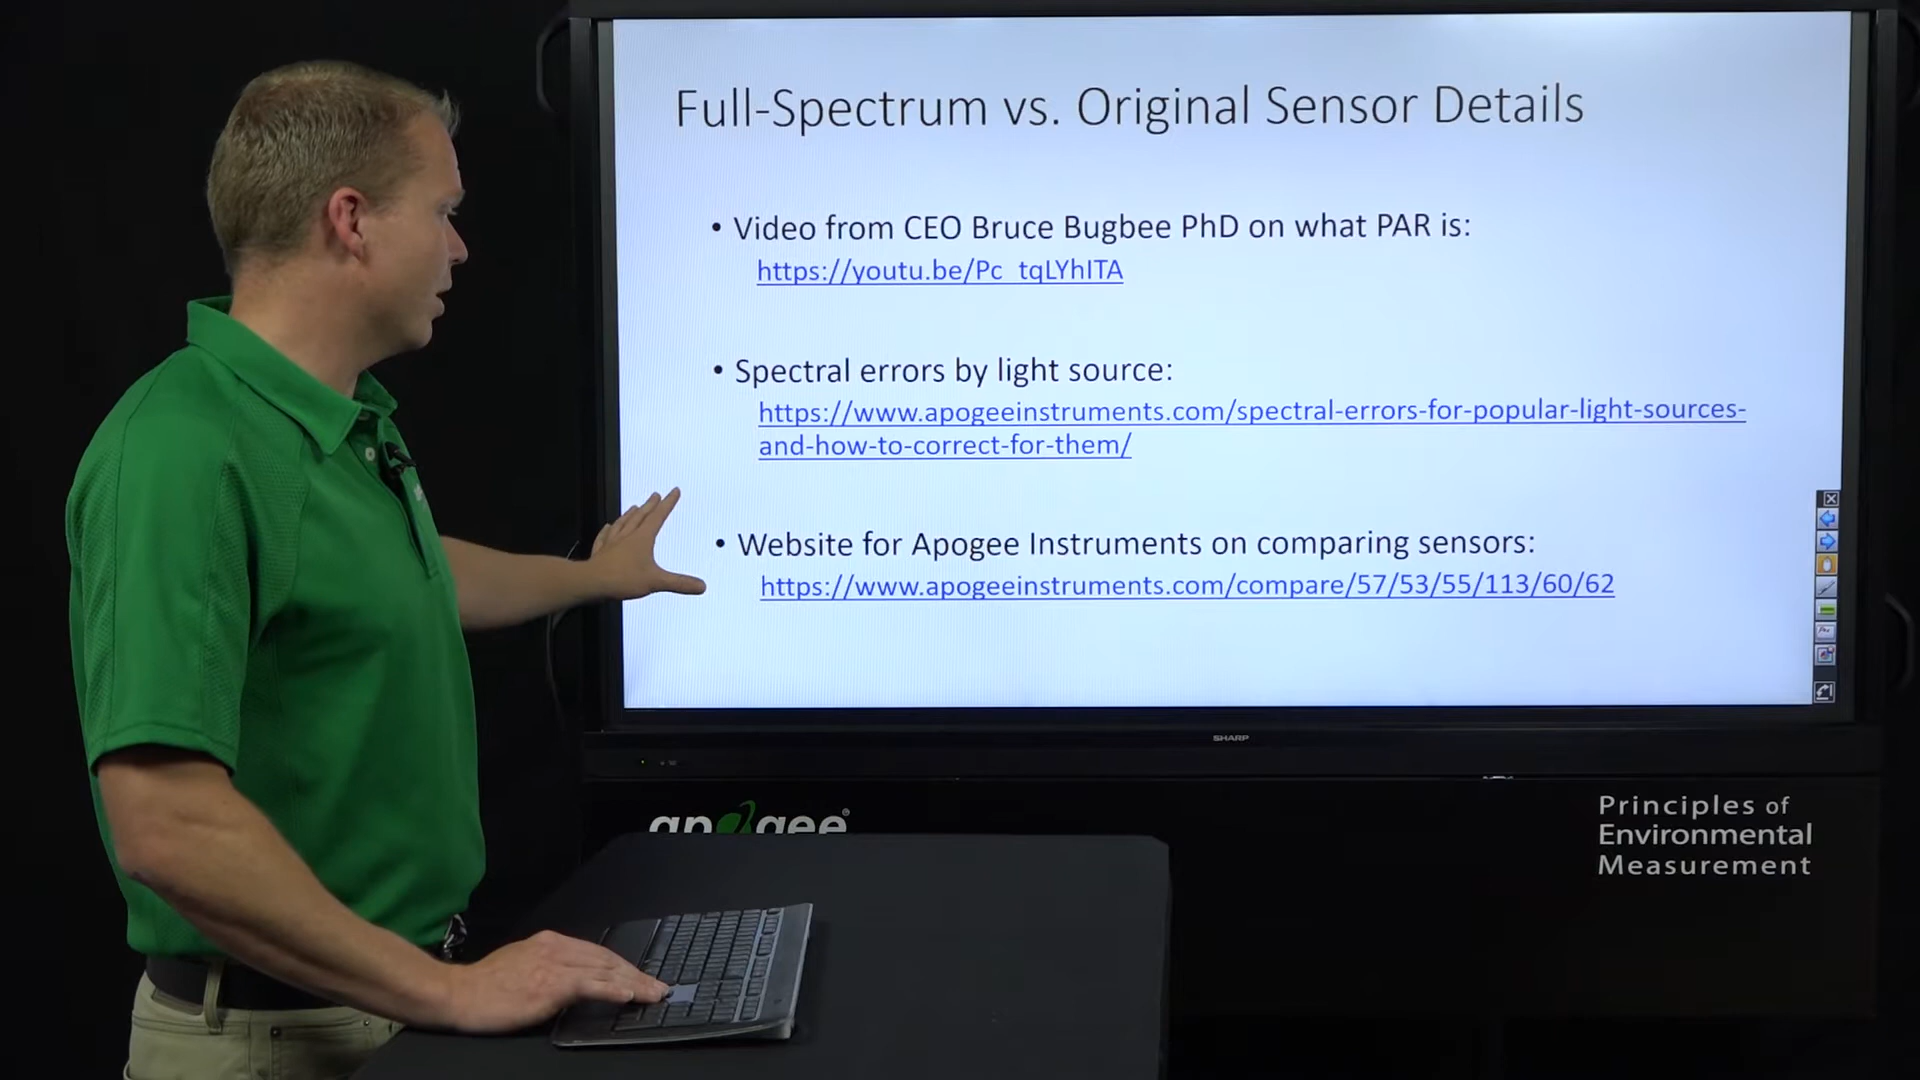 Full-Spectrum vs. Original Sensor Details
• Video from CEO Bruce Bugbee PhD on what PAR is:
https://youtu.be/Pc_tqLYhITA
• Spectral errors by light source:
https://www.apogeeinstruments.com/spectral-errors-for-popular-light-sources-
and-how-to-correct-for-them/
• Website for Apogee Instruments on comparing sensors:
https://www.apogeeinstruments.com/compare/57/53/55/113/60/62
SHARP
apogee®
Principles of
Environmental
Measurement